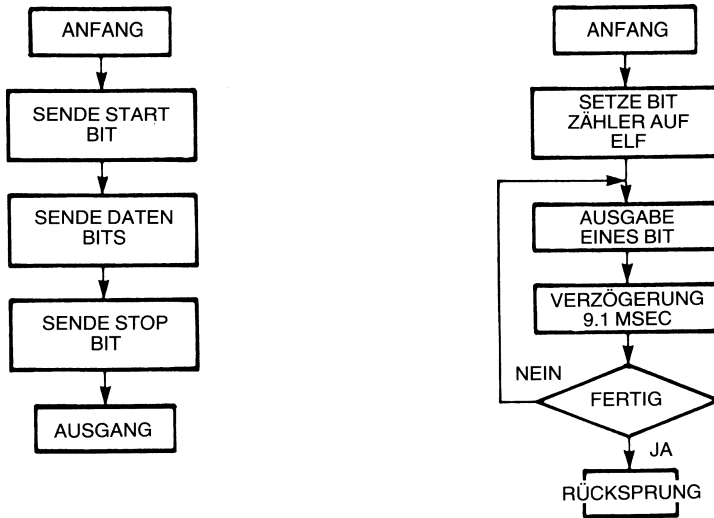 ANFANG
SENDE START
BIT
SENDE DATEN
BITS
SENDE STOP
BIT
AUSGANG
ANFANG
SETZE BIT
ZÄHLER AUF
ELF
AUSGABE
EINES BIT
VERZÖGERUNG
9.1 MSEC
NEIN
FERTIG
JA
RÜCKSPRUNG